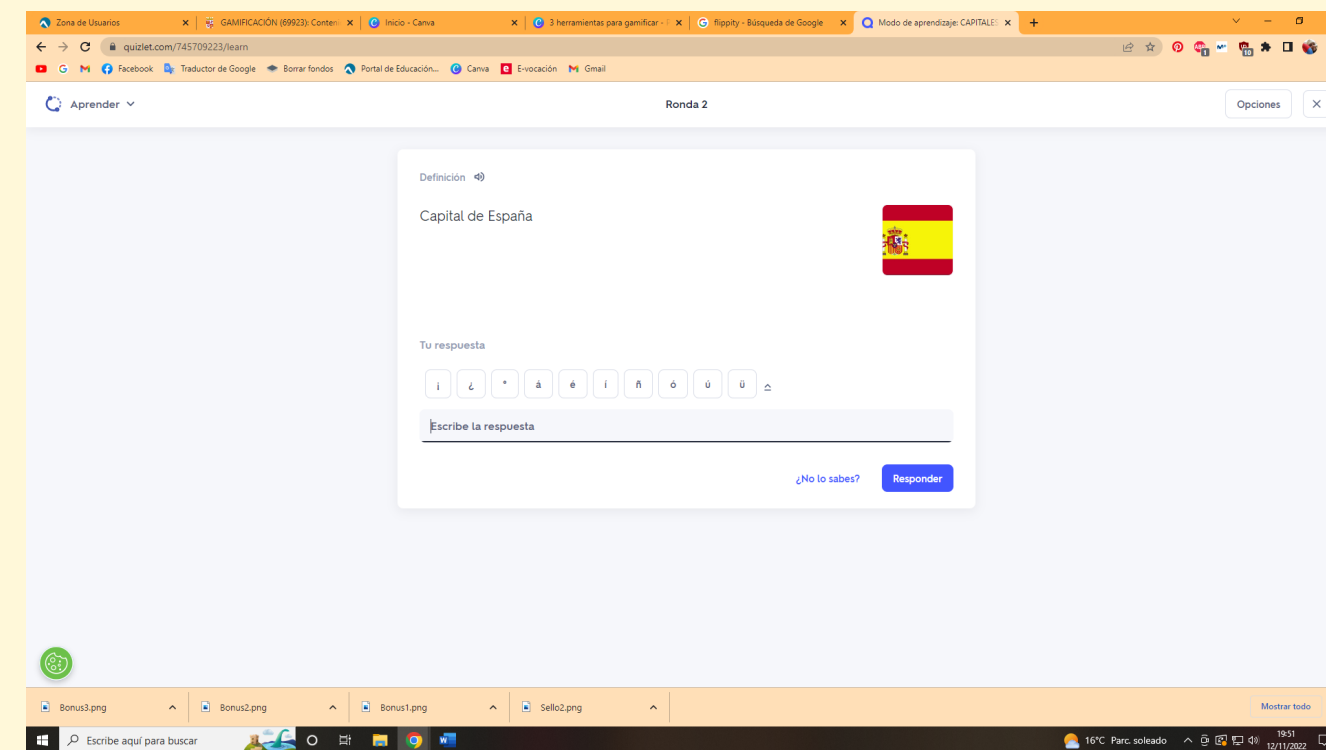 Zona de Usuarios
GAMIFICACIÓN (69923): Conten
Inicio - Canva
3 herramientas para gamificar -
flippity - Búsqueda de Google
Modo de aprendizaje: CAPITALES
quizlet.com/745709223/learn
Facebook
Traductor de Google
Borrar fondos
Portal de Educación...
Canva
E-vocación
Gmail
Aprender
Ronda 2
Opciones
Definición
Capital de España
Tu respuesta
¡ ¿ ° á é í ñ ó ú ü
Escribe la respuesta
¿No lo sabes?
Responder
Bonus3.png
Bonus2.png
Bonus1.png
Sello2.png
Mostrar todo
Escribe aquí para buscar
16°C Parc. soleado
19:51
12/11/2022